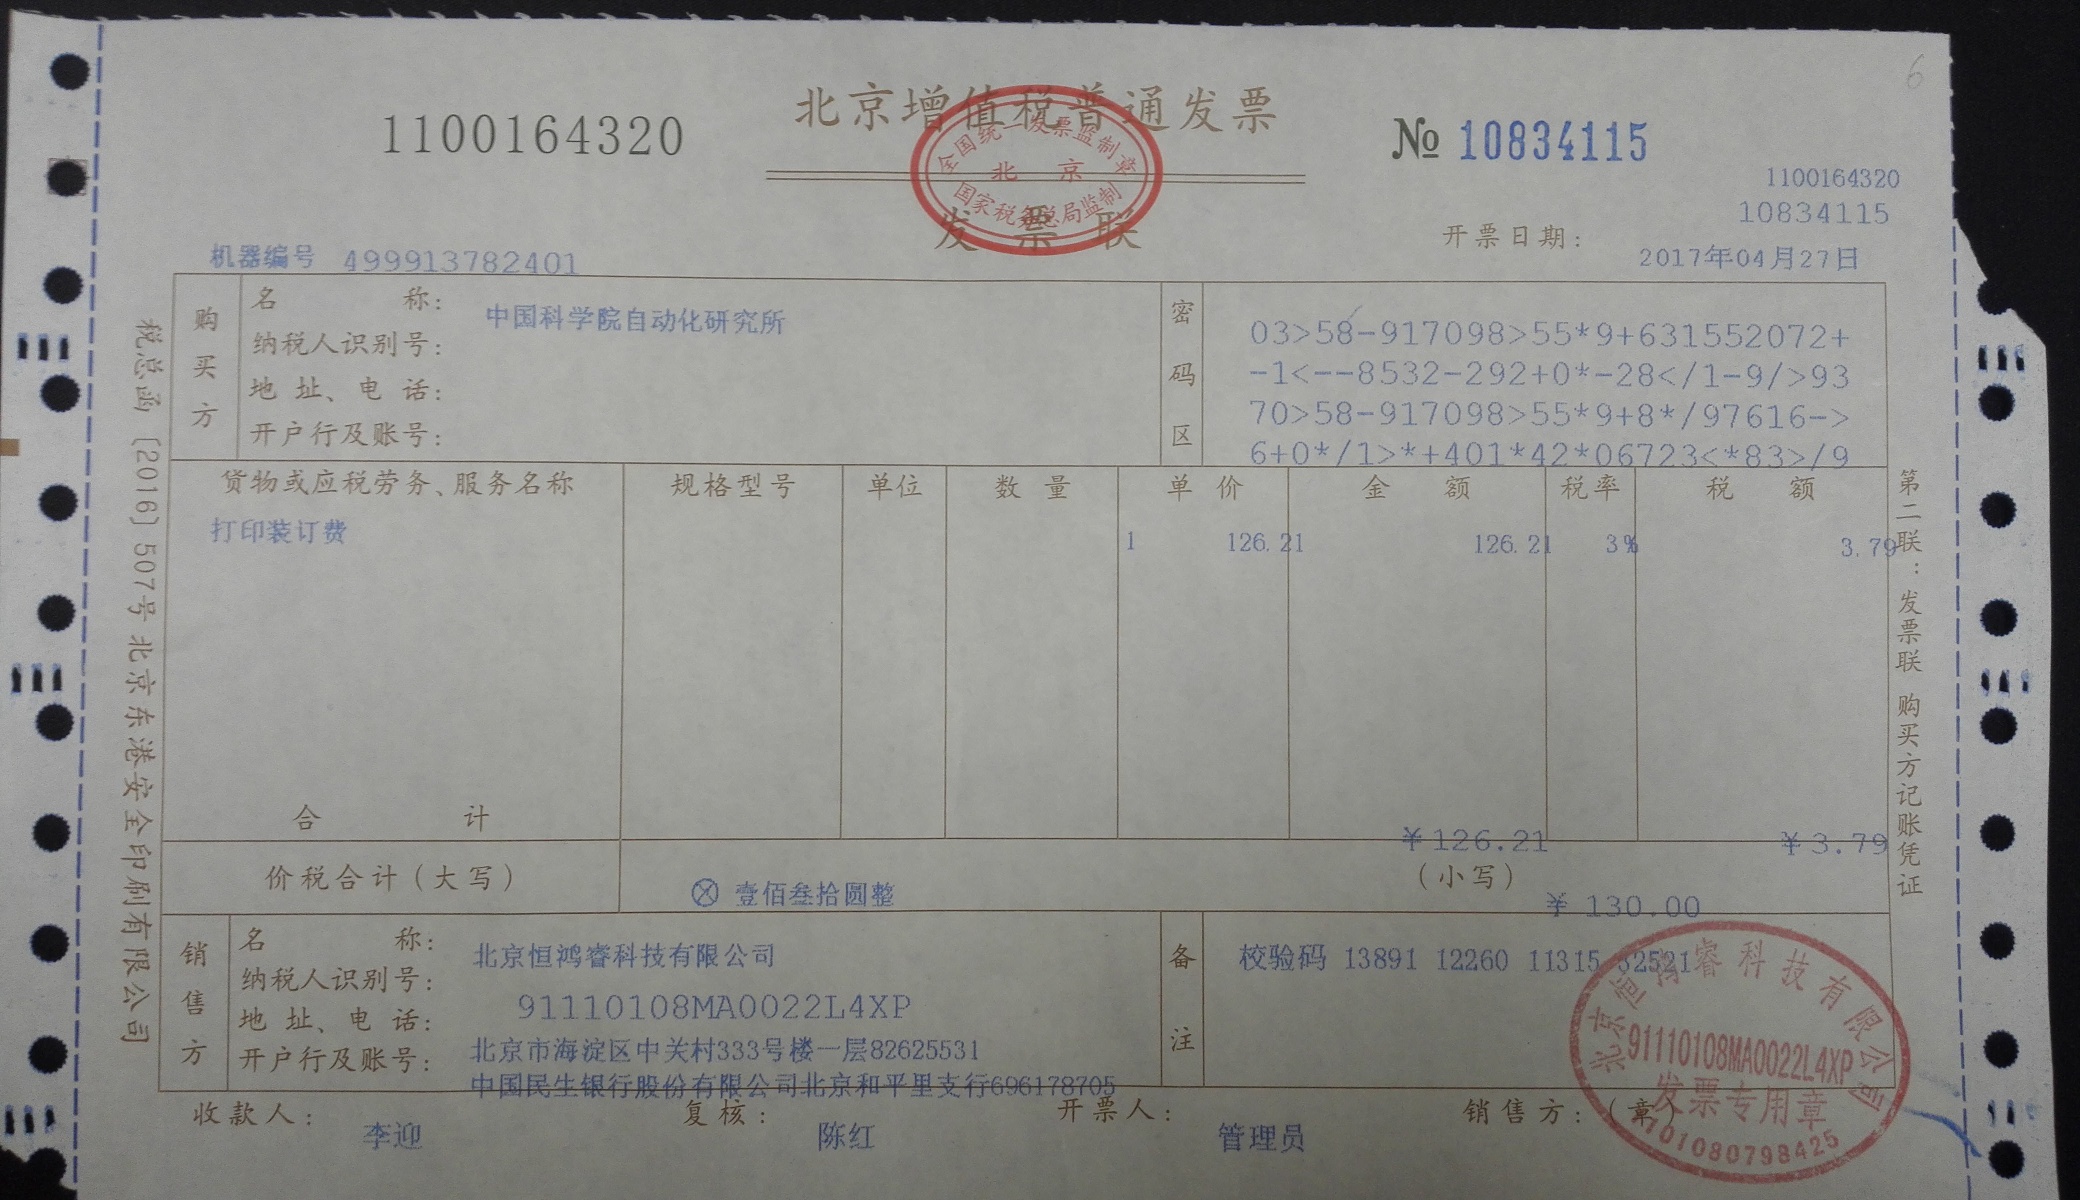 6
北京增值税普通发票
1100164320
№ 10834115
全国统一发票监制章
北京
国家税务总局监制
发票联
1100164320
10834115
开票日期: 2017年04月27日
机器编号 499913782401
购买方
名称: 中国科学院自动化研究所
纳税人识别号:
地址、电话:
开户行及账号:
密码区
03>58-917098>55*9+631552072+
-1<--8532-292+0*-28</1-9/>93
70>58-917098>55*9+8*/97616->
6+0*/1>*+401*42*06723<*83>/9
货物或应税劳务、服务名称 规格型号 单位 数量 单价 金额 税率 税额
打印装订费 1 126.21 126.21 3% 3.79
合计 ¥126.21 ¥3.79
价税合计(大写) ⊗ 壹佰叁拾圆整 (小写) ¥ 130.00
销售方
名称: 北京恒鸿睿科技有限公司
纳税人识别号: 91110108MA0022L4XP
地址、电话: 北京市海淀区中关村333号楼一层82625531
开户行及账号: 中国民生银行股份有限公司北京和平里支行696178705
备注
校验码 13891 12260 11315 32521
北京恒鸿睿科技有限公司
91110108MA0022L4XP
发票专用章
收款人: 李迎 复核: 陈红 开票人: 管理员 销售方:(章)
税总函〔2016〕507号北京东港安全印刷有限公司
第二联:发票联 购买方记账凭证